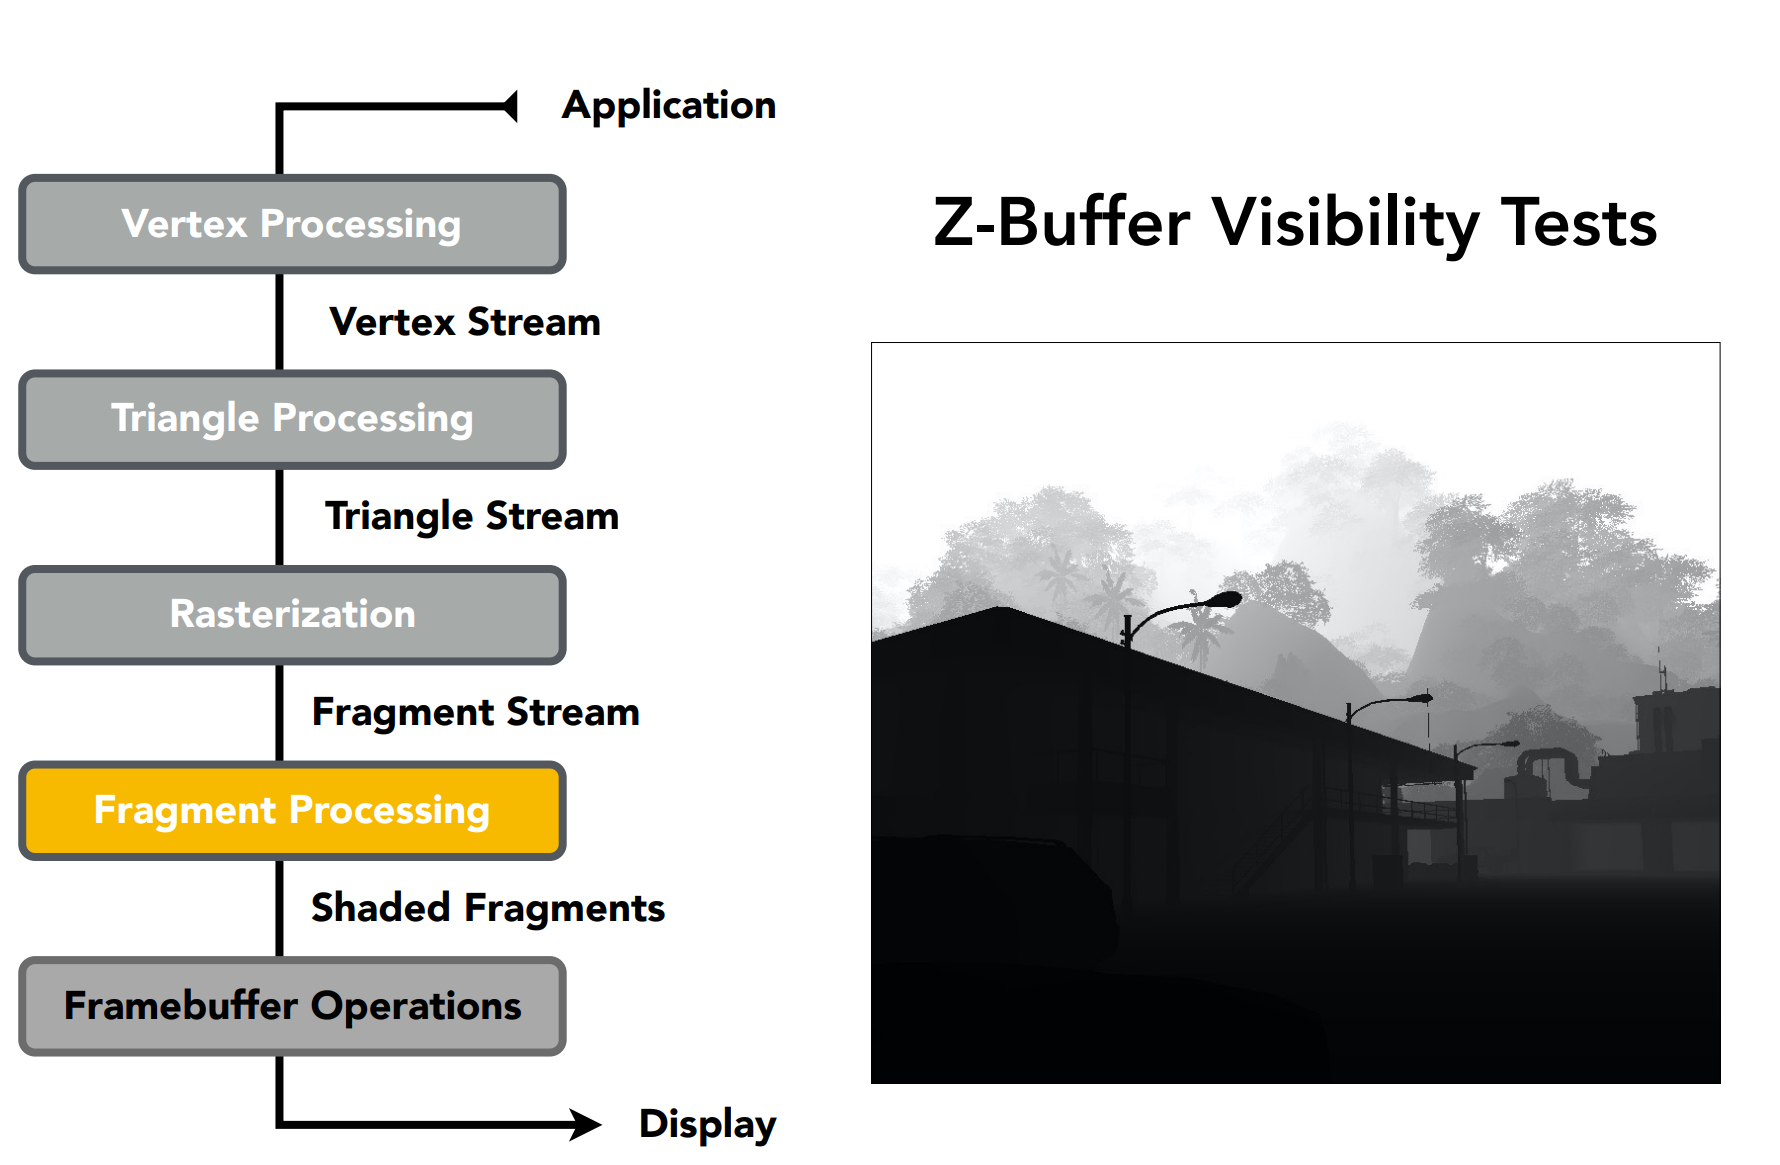 Application
Vertex Processing
Vertex Stream
Triangle Processing
Triangle Stream
Rasterization
Fragment Stream
Fragment Processing
Shaded Fragments
Framebuffer Operations
Display
Z-Buffer Visibility Tests